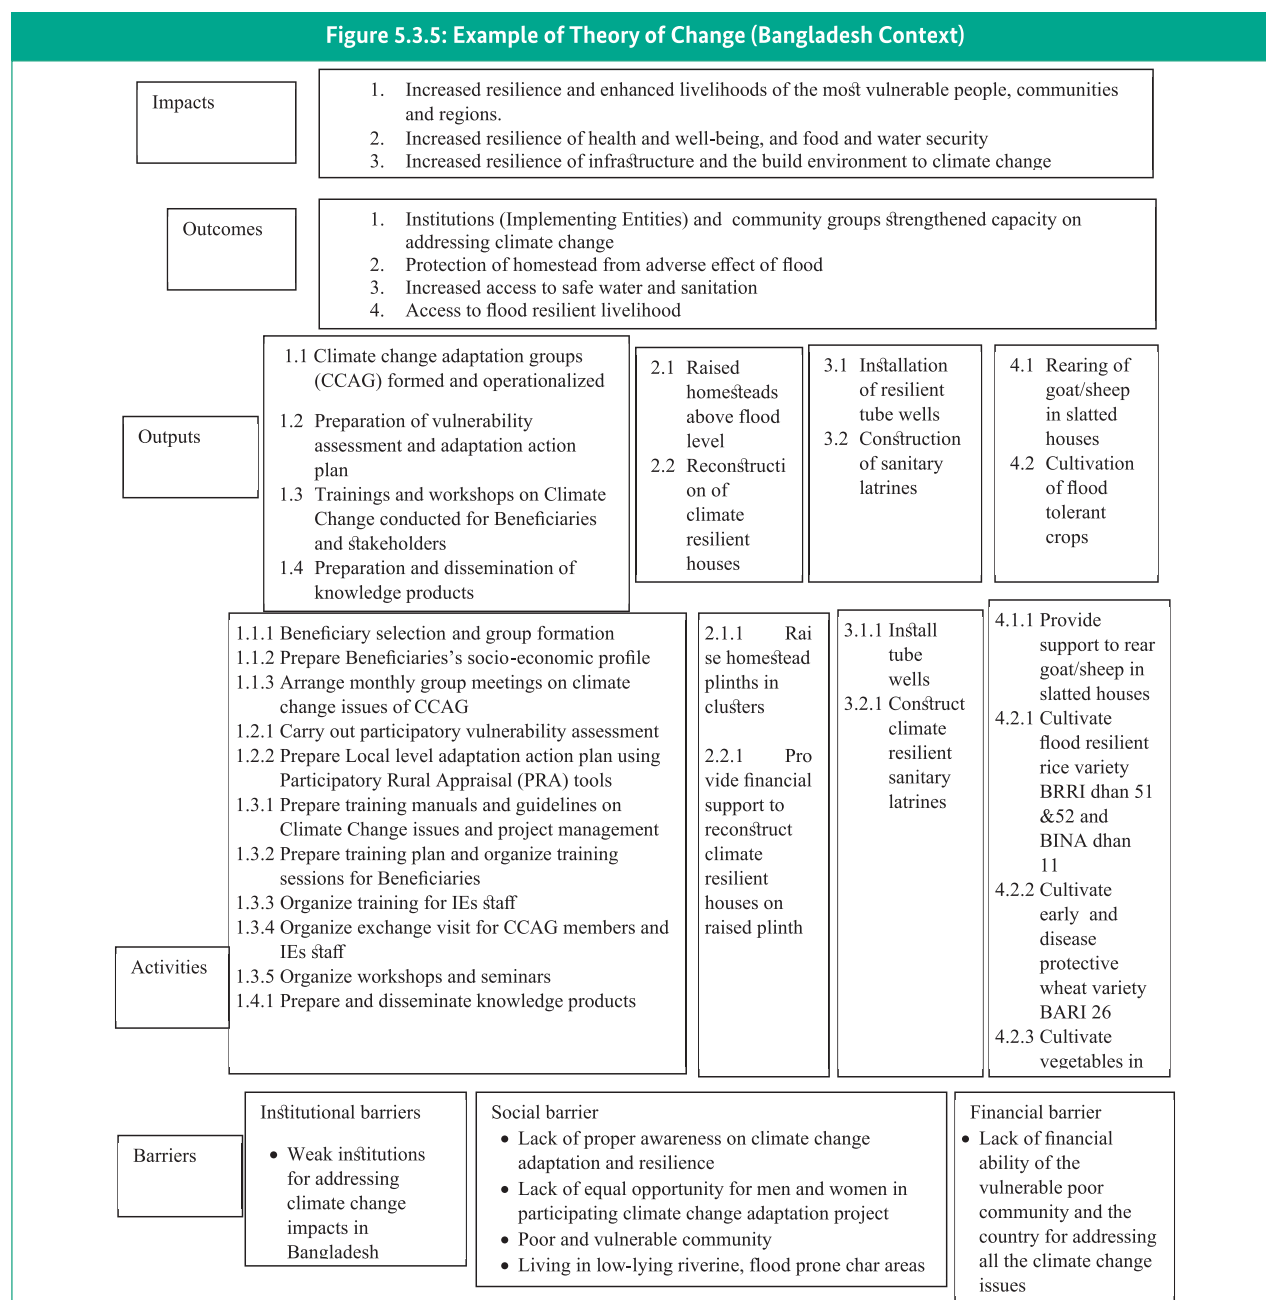 Figure 5.3.5: Example of Theory of Change (Bangladesh Context)
Impacts
1. Increased resilience and enhanced livelihoods of the most vulnerable people, communities
and regions.
2. Increased resilience of health and well-being, and food and water security
3. Increased resilience of infrastructure and the build environment to climate change
Outcomes
1. Institutions (Implementing Entities) and community groups strengthened capacity on
addressing climate change
2. Protection of homestead from adverse effect of flood
3. Increased access to safe water and sanitation
4. Access to flood resilient livelihood
Outputs
1.1 Climate change adaptation groups
(CCAG) formed and operationalized
1.2 Preparation of vulnerability
assessment and adaptation action
plan
1.3 Trainings and workshops on Climate
Change conducted for Beneficiaries
and stakeholders
1.4 Preparation and dissemination of
knowledge products
2.1 Raised
homesteads
above flood
level
2.2 Reconstructi
on of
climate
resilient
houses
3.1 Installation
of resilient
tube wells
3.2 Construction
of sanitary
latrines
4.1 Rearing of
goat/sheep
in slatted
houses
4.2 Cultivation
of flood
tolerant
crops
Activities
1.1.1 Beneficiary selection and group formation
1.1.2 Prepare Beneficiaries's socio-economic profile
1.1.3 Arrange monthly group meetings on climate
change issues of CCAG
1.2.1 Carry out participatory vulnerability assessment
1.2.2 Prepare Local level adaptation action plan using
Participatory Rural Appraisal (PRA) tools
1.3.1 Prepare training manuals and guidelines on
Climate Change issues and project management
1.3.2 Prepare training plan and organize training
sessions for Beneficiaries
1.3.3 Organize training for IEs staff
1.3.4 Organize exchange visit for CCAG members and
IEs staff
1.3.5 Organize workshops and seminars
1.4.1 Prepare and disseminate knowledge products
2.1.1 Rai
se homestead
plinths in
clusters
2.2.1 Pro
vide financial
support to
reconstruct
climate
resilient
houses on
raised plinth
3.1.1 Install
tube
wells
3.2.1 Construct
climate
resilient
sanitary
latrines
4.1.1 Provide
support to rear
goat/sheep in
slatted houses
4.2.1 Cultivate
flood resilient
rice variety
BRRI dhan 51
&52 and
BINA dhan
11
4.2.2 Cultivate
early and
disease
protective
wheat variety
BARI 26
4.2.3 Cultivate
vegetables in
Barriers
Institutional barriers
• Weak institutions
for addressing
climate change
impacts in
Bangladesh
Social barrier
• Lack of proper awareness on climate change
adaptation and resilience
• Lack of equal opportunity for men and women in
participating climate change adaptation project
• Poor and vulnerable community
• Living in low-lying riverine, flood prone char areas
Financial barrier
• Lack of financial
ability of the
vulnerable poor
community and the
country for addressing
all the climate change
issues